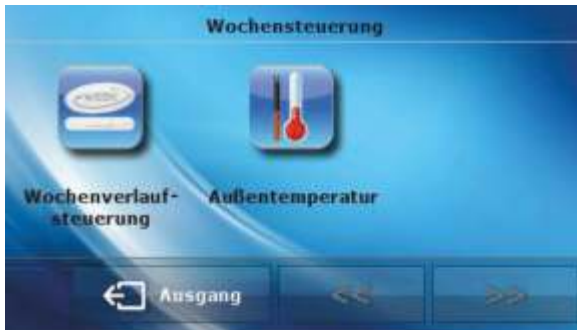 Wochensteuerung
Wochenverlauf-
steuerung
Außentemperatur
Ausgang
<<
>>